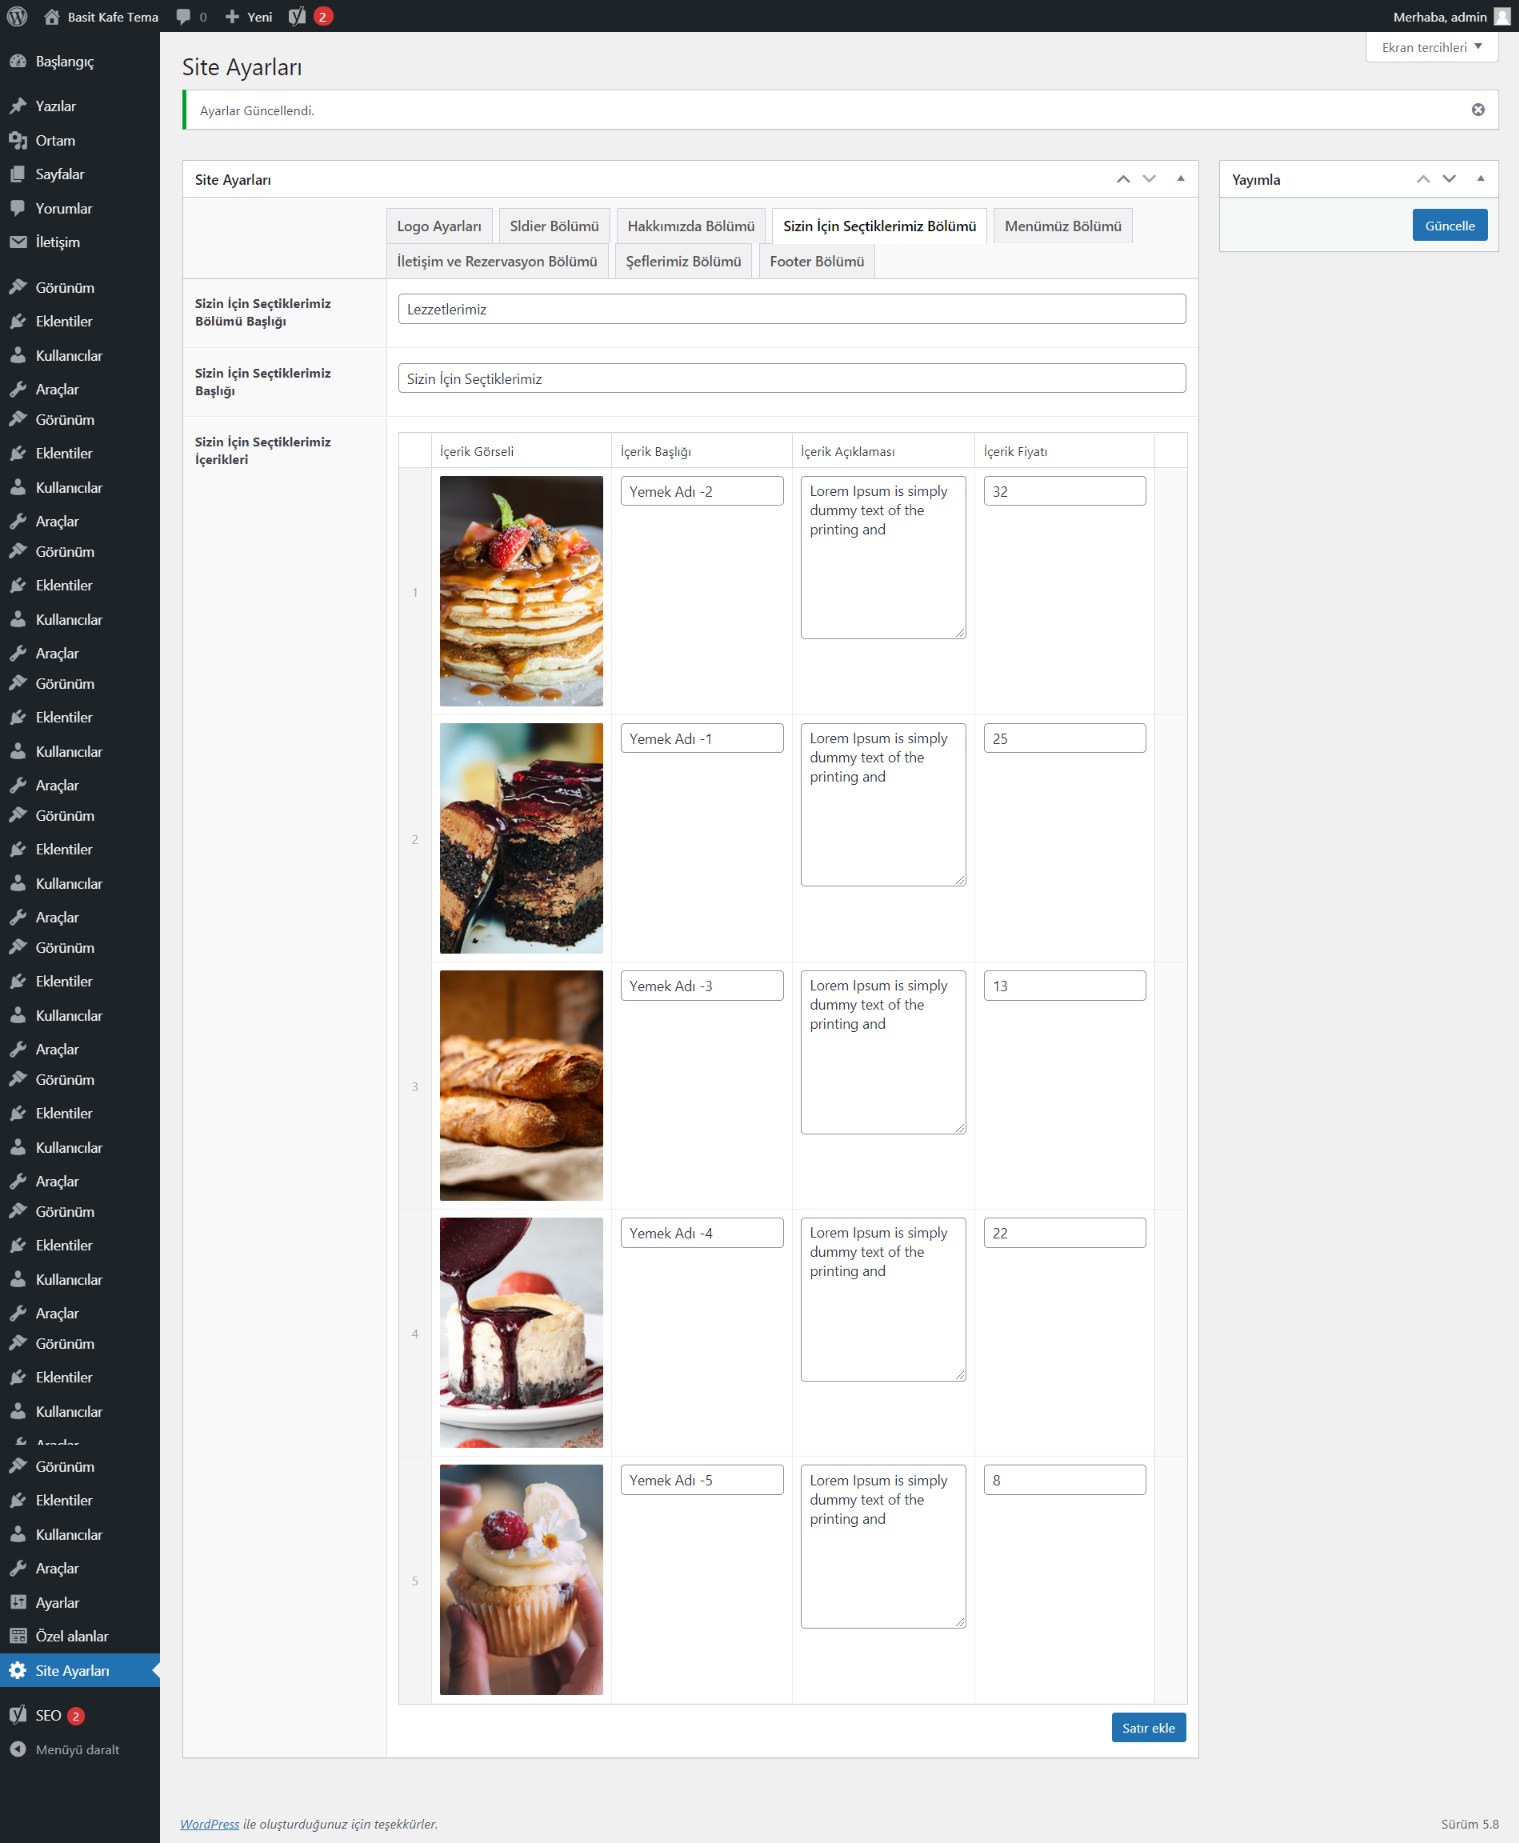 Basit Kafe Tema
0
Yeni
2
Merhaba, admin
Ekran tercihleri
Başlangıç
Yazılar
Ortam
Sayfalar
Yorumlar
İletişim
Görünüm
Eklentiler
Kullanıcılar
Araçlar
Görünüm
Eklentiler
Kullanıcılar
Araçlar
Görünüm
Eklentiler
Kullanıcılar
Araçlar
Görünüm
Eklentiler
Kullanıcılar
Araçlar
Görünüm
Eklentiler
Kullanıcılar
Araçlar
Görünüm
Eklentiler
Kullanıcılar
Araçlar
Görünüm
Eklentiler
Kullanıcılar
Araçlar
Görünüm
Eklentiler
Kullanıcılar
Araçlar
Görünüm
Eklentiler
Kullanıcılar
Araçlar
Görünüm
Eklentiler
Kullanıcılar
Araçlar
Ayarlar
Özel alanlar
Site Ayarları
SEO 2
Menüyü daralt
Site Ayarları
Ayarlar Güncellendi.
Site Ayarları
Logo Ayarları
Sldier Bölümü
Hakkımızda Bölümü
Sizin İçin Seçtiklerimiz Bölümü
Menümüz Bölümü
İletişim ve Rezervasyon Bölümü
Şeflerimiz Bölümü
Footer Bölümü
Sizin İçin Seçtiklerimiz
Bölümü Başlığı
Lezzetlerimiz
Sizin İçin Seçtiklerimiz
Başlığı
Sizin İçin Seçtiklerimiz
Sizin İçin Seçtiklerimiz
İçerikleri
İçerik Görseli
İçerik Başlığı
İçerik Açıklaması
İçerik Fiyatı
1
Yemek Adı -2
Lorem Ipsum is simply
dummy text of the
printing and
32
2
Yemek Adı -1
Lorem Ipsum is simply
dummy text of the
printing and
25
3
Yemek Adı -3
Lorem Ipsum is simply
dummy text of the
printing and
13
4
Yemek Adı -4
Lorem Ipsum is simply
dummy text of the
printing and
22
5
Yemek Adı -5
Lorem Ipsum is simply
dummy text of the
printing and
8
Satır ekle
Yayımla
Güncelle
WordPress ile oluşturduğunuz için teşekkürler.
Sürüm 5.8